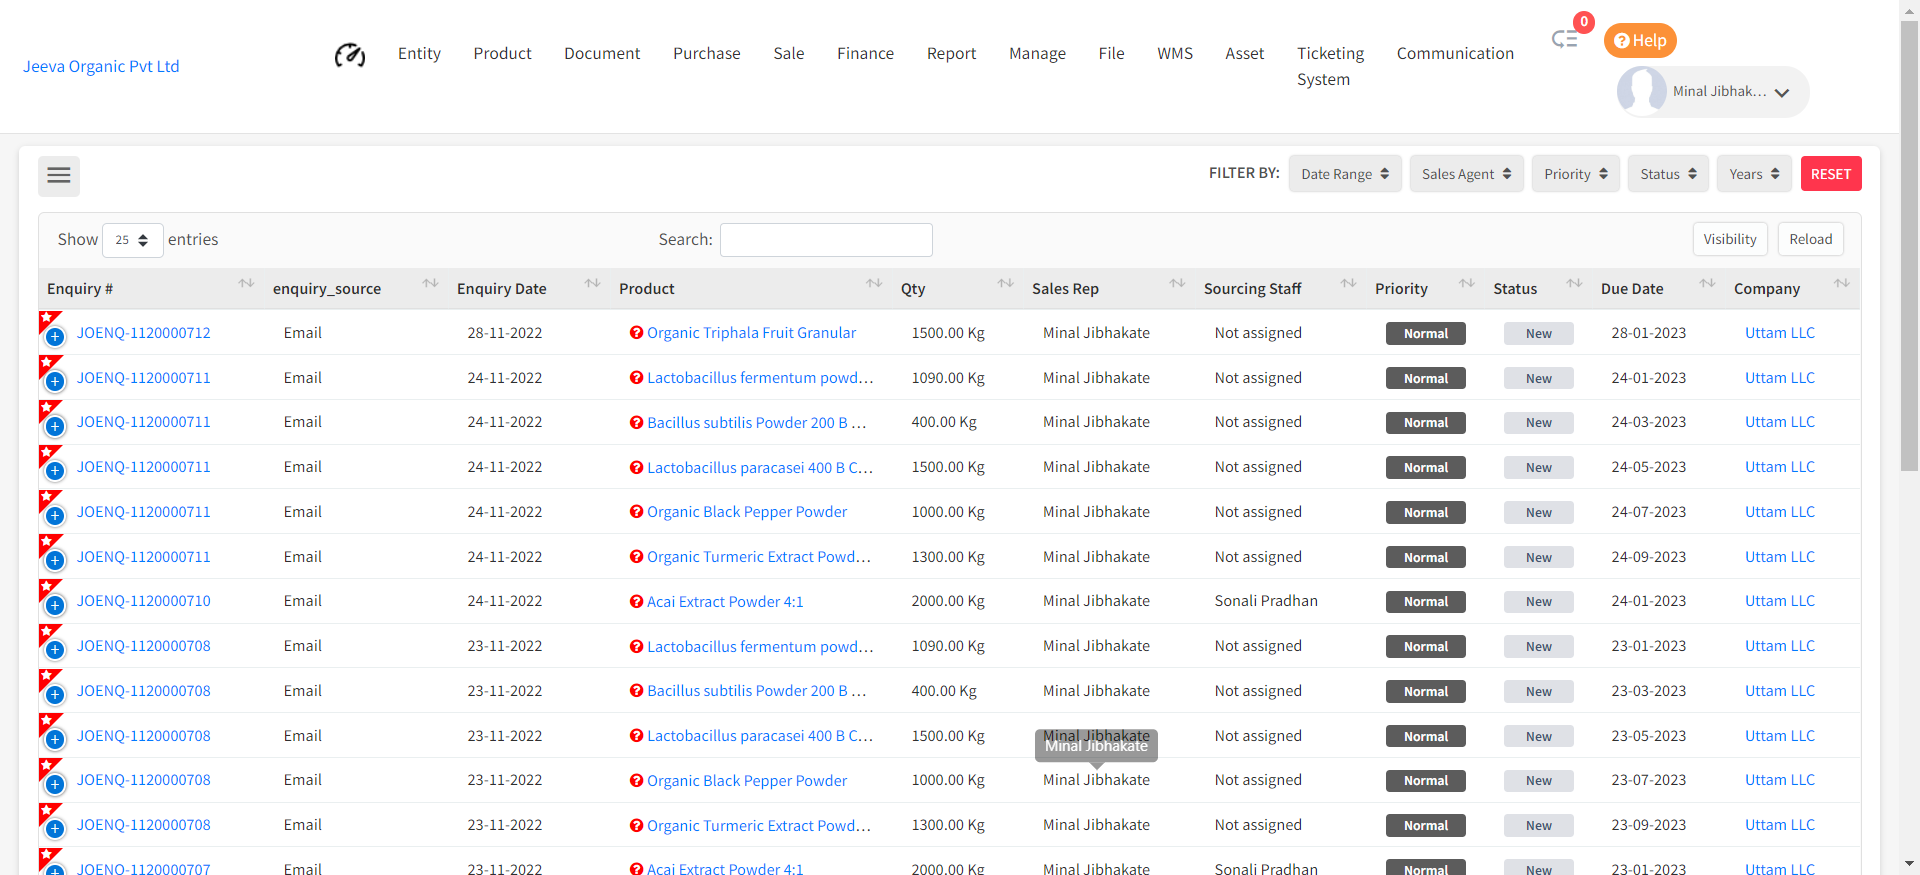 Jeeva Organic Pvt Ltd
Entity Product Document Purchase Sale Finance Report Manage File WMS Asset Ticketing System Communication
0
Help
Minal Jibhak...
FILTER BY: Date Range Sales Agent Priority Status Years RESET
Show 25 entries Search: Visibility Reload
Enquiry # enquiry_source Enquiry Date Product Qty Sales Rep Sourcing Staff Priority Status Due Date Company
JOENQ-1120000712 Email 28-11-2022 Organic Triphala Fruit Granular 1500.00 Kg Minal Jibhakate Not assigned Normal New 28-01-2023 Uttam LLC
JOENQ-1120000711 Email 24-11-2022 Lactobacillus fermentum powd... 1090.00 Kg Minal Jibhakate Not assigned Normal New 24-01-2023 Uttam LLC
JOENQ-1120000711 Email 24-11-2022 Bacillus subtilis Powder 200 B ... 400.00 Kg Minal Jibhakate Not assigned Normal New 24-03-2023 Uttam LLC
JOENQ-1120000711 Email 24-11-2022 Lactobacillus paracasei 400 B C... 1500.00 Kg Minal Jibhakate Not assigned Normal New 24-05-2023 Uttam LLC
JOENQ-1120000711 Email 24-11-2022 Organic Black Pepper Powder 1000.00 Kg Minal Jibhakate Not assigned Normal New 24-07-2023 Uttam LLC
JOENQ-1120000711 Email 24-11-2022 Organic Turmeric Extract Powd... 1300.00 Kg Minal Jibhakate Not assigned Normal New 24-09-2023 Uttam LLC
JOENQ-1120000710 Email 24-11-2022 Acai Extract Powder 4:1 2000.00 Kg Minal Jibhakate Sonali Pradhan Normal New 24-01-2023 Uttam LLC
JOENQ-1120000708 Email 23-11-2022 Lactobacillus fermentum powd... 1090.00 Kg Minal Jibhakate Not assigned Normal New 23-01-2023 Uttam LLC
JOENQ-1120000708 Email 23-11-2022 Bacillus subtilis Powder 200 B ... 400.00 Kg Minal Jibhakate Not assigned Normal New 23-03-2023 Uttam LLC
JOENQ-1120000708 Email 23-11-2022 Lactobacillus paracasei 400 B C... 1500.00 Kg Minal Jibhakate Not assigned Normal New 23-05-2023 Uttam LLC
Minal Jibhakate
JOENQ-1120000708 Email 23-11-2022 Organic Black Pepper Powder 1000.00 Kg Minal Jibhakate Not assigned Normal New 23-07-2023 Uttam LLC
JOENQ-1120000708 Email 23-11-2022 Organic Turmeric Extract Powd... 1300.00 Kg Minal Jibhakate Not assigned Normal New 23-09-2023 Uttam LLC
JOENQ-1120000707 Email 23-11-2022 Acai Extract Powder 4:1 2000.00 Kg Minal Jibhakate Sonali Pradhan Normal New 23-01-2023 Uttam LLC